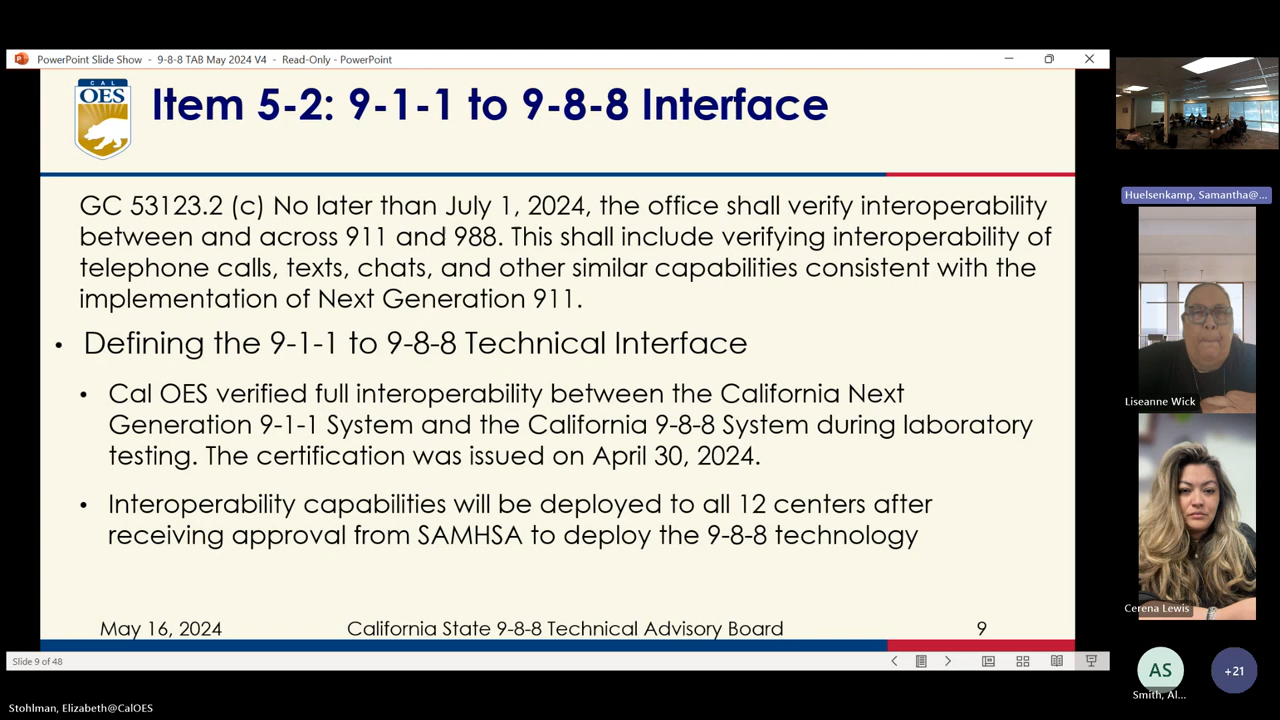 PowerPoint Slide Show - 9-8-8 TAB May 2024 V4 - Read-Only - PowerPoint
CAL
OES
Item 5-2: 9-1-1 to 9-8-8 Interface
GC 53123.2 (c) No later than July 1, 2024, the office shall verify interoperability
between and across 911 and 988. This shall include verifying interoperability of
telephone calls, texts, chats, and other similar capabilities consistent with the
implementation of Next Generation 911.
• Defining the 9-1-1 to 9-8-8 Technical Interface
• Cal OES verified full interoperability between the California Next
Generation 9-1-1 System and the California 9-8-8 System during laboratory
testing. The certification was issued on April 30, 2024.
• Interoperability capabilities will be deployed to all 12 centers after
receiving approval from SAMHSA to deploy the 9-8-8 technology
May 16, 2024 California State 9-8-8 Technical Advisory Board 9
Slide 9 of 48
Huelsenkamp, Samantha@...
Liseanne Wick
Cerena Lewis
AS
+21
Smith, Al...
Stohlman, Elizabeth@CalOES